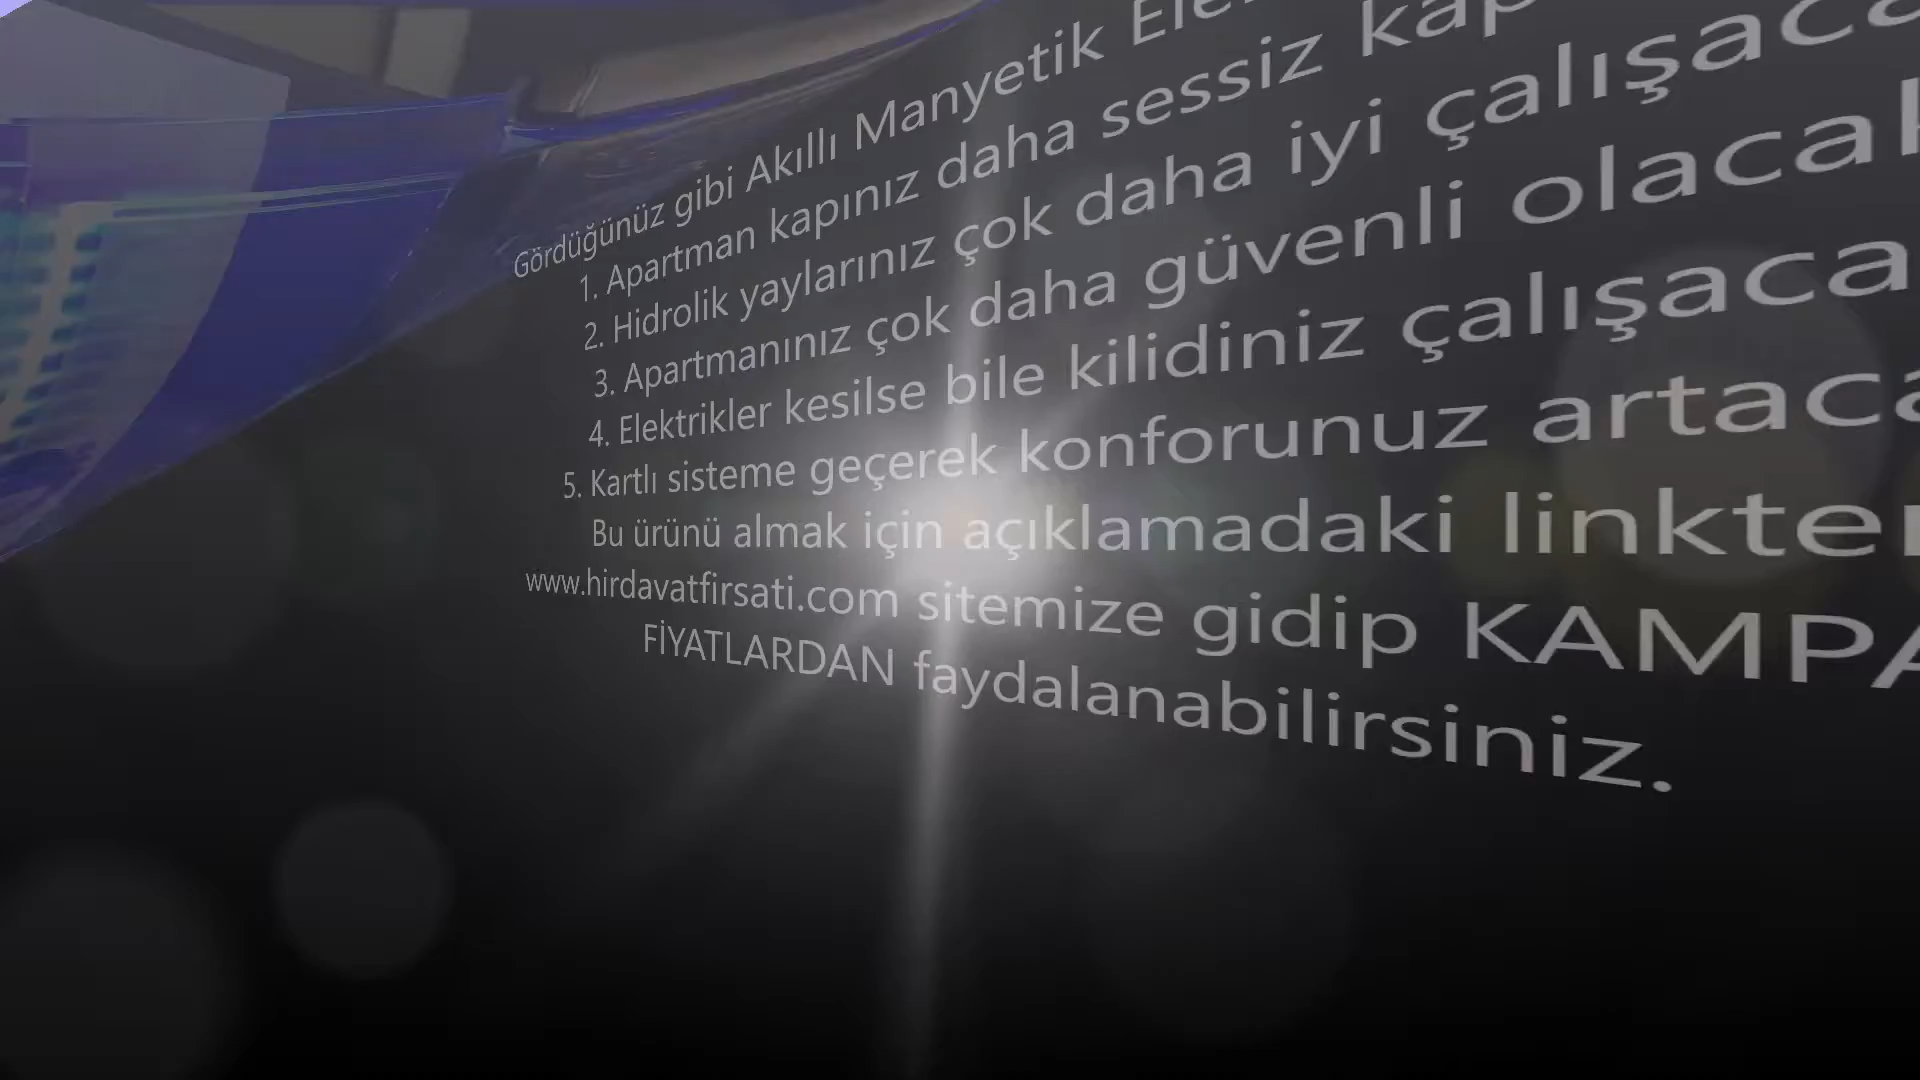 Gördüğünüz gibi Akıllı Manyetik
1. Apartman kapınız daha sessiz
2. Hidrolik yaylarınız çok daha iyi
3. Apartmanınız çok daha güvenli
4. Elektrikler kesilse bile kilidiniz
5. Kartlı sisteme geçerek konforunuz
Bu ürünü almak için açıklamadaki
www.hirdavatfirsati.com sitemize gidip
FİYATLARDAN faydalanabilirsiniz.